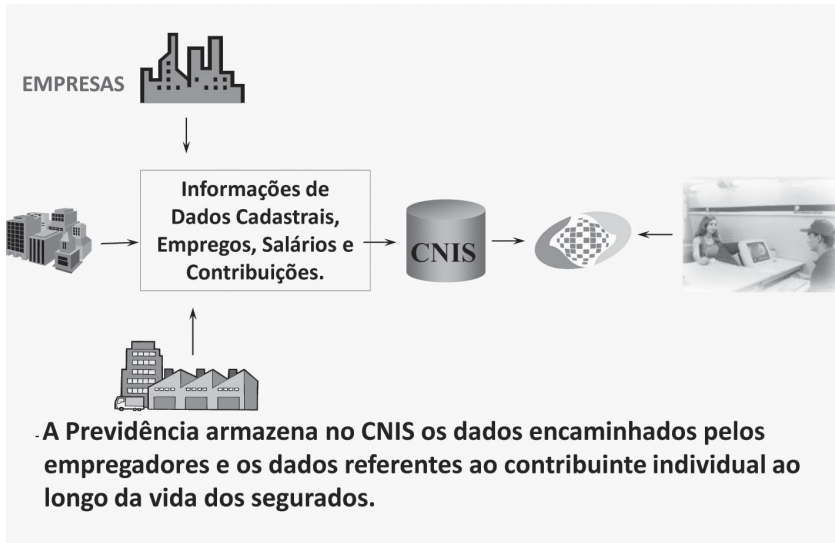 EMPRESAS
Informações de
Dados Cadastrais,
Empregos, Salários e
Contribuições.
CNIS
- A Previdência armazena no CNIS os dados encaminhados pelos
empregadores e os dados referentes ao contribuinte individual ao
longo da vida dos segurados.